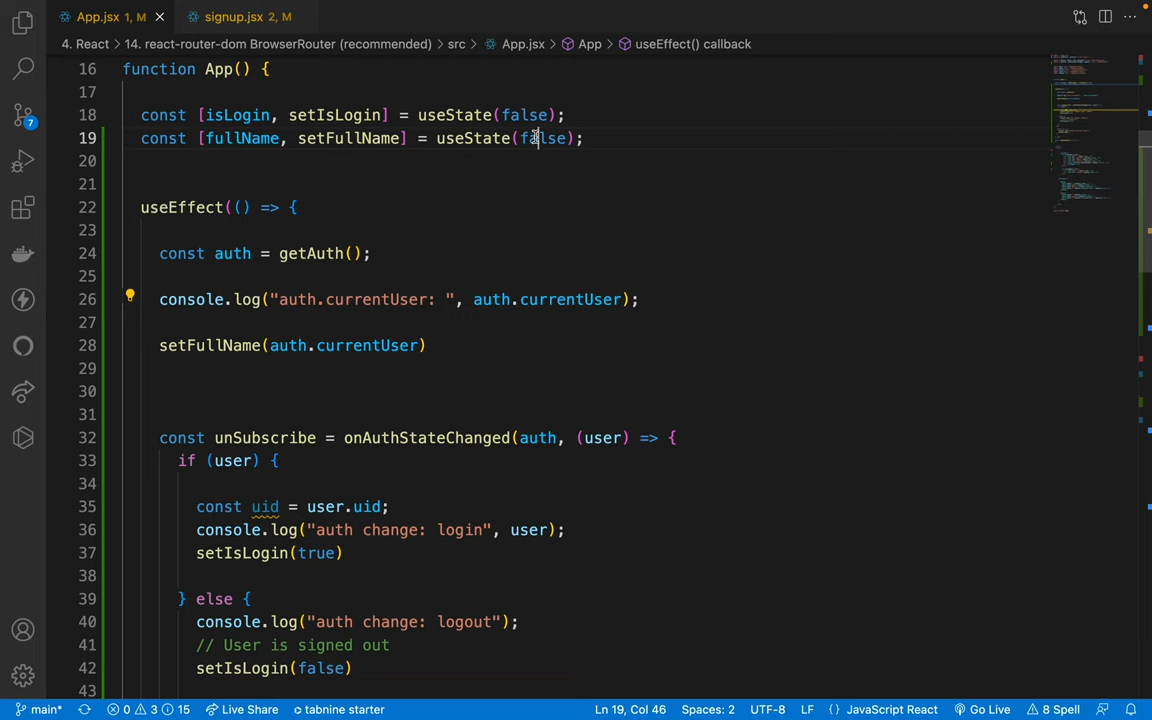 App.jsx 1, M
signup.jsx 2, M
4. React > 14. react-router-dom BrowserRouter (recommended) > src > App.jsx > App > useEffect() callback
16 function App() {
17
18 const [isLogin, setIsLogin] = useState(false);
19 const [fullName, setFullName] = useState(false);
20
21
22 useEffect(() => {
23
24 const auth = getAuth();
25
26 console.log("auth.currentUser: ", auth.currentUser);
27
28 setFullName(auth.currentUser)
29
30
31
32 const unSubscribe = onAuthStateChanged(auth, (user) => {
33 if (user) {
34
35 const uid = user.uid;
36 console.log("auth change: login", user);
37 setIsLogin(true)
38
39 } else {
40 console.log("auth change: logout");
41 // User is signed out
42 setIsLogin(false)
43
7
main* 0 3 15 Live Share tabnine starter Ln 19, Col 46 Spaces: 2 UTF-8 LF {} JavaScript React Go Live 8 Spell